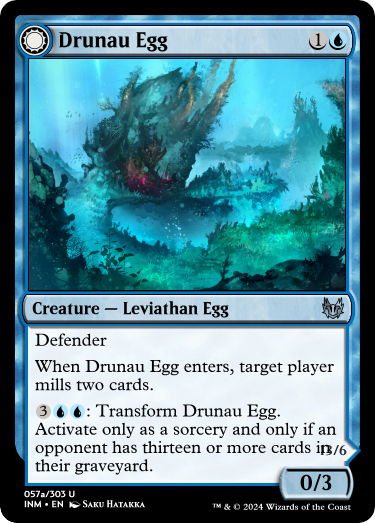 Drunau Egg 1
Creature — Leviathan Egg
Defender
When Drunau Egg enters, target player
mills two cards.
3: Transform Drunau Egg.
Activate only as a sorcery and only if an
opponent has thirteen or more cards in
their graveyard.
13/6
0/3
057a/303 U
INM • EN Saku Hatakka
™ & © 2024 Wizards of the Coast